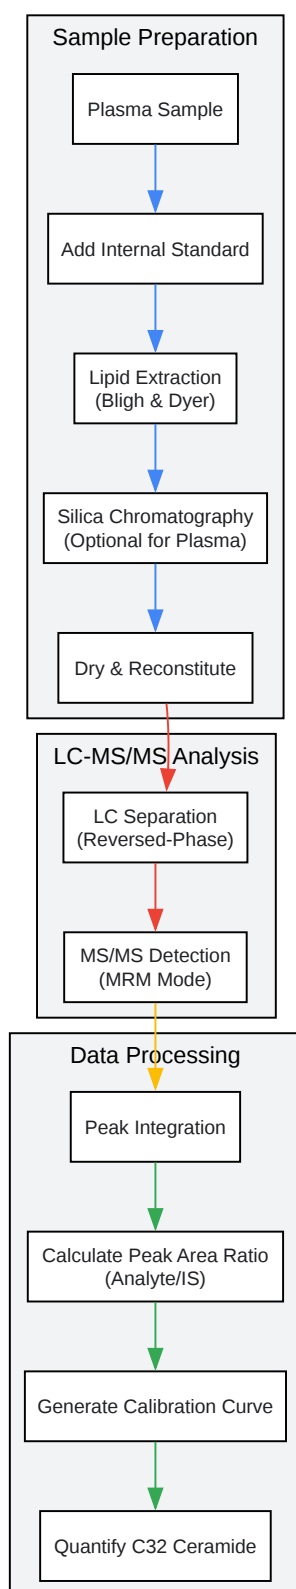 Sample Preparation
Plasma Sample
Add Internal Standard
Lipid Extraction
(Bligh & Dyer)
Silica Chromatography
(Optional for Plasma)
Dry & Reconstitute
LC-MS/MS Analysis
LC Separation
(Reversed-Phase)
MS/MS Detection
(MRM Mode)
Data Processing
Peak Integration
Calculate Peak Area Ratio
(Analyte/IS)
Generate Calibration Curve
Quantify C32 Ceramide